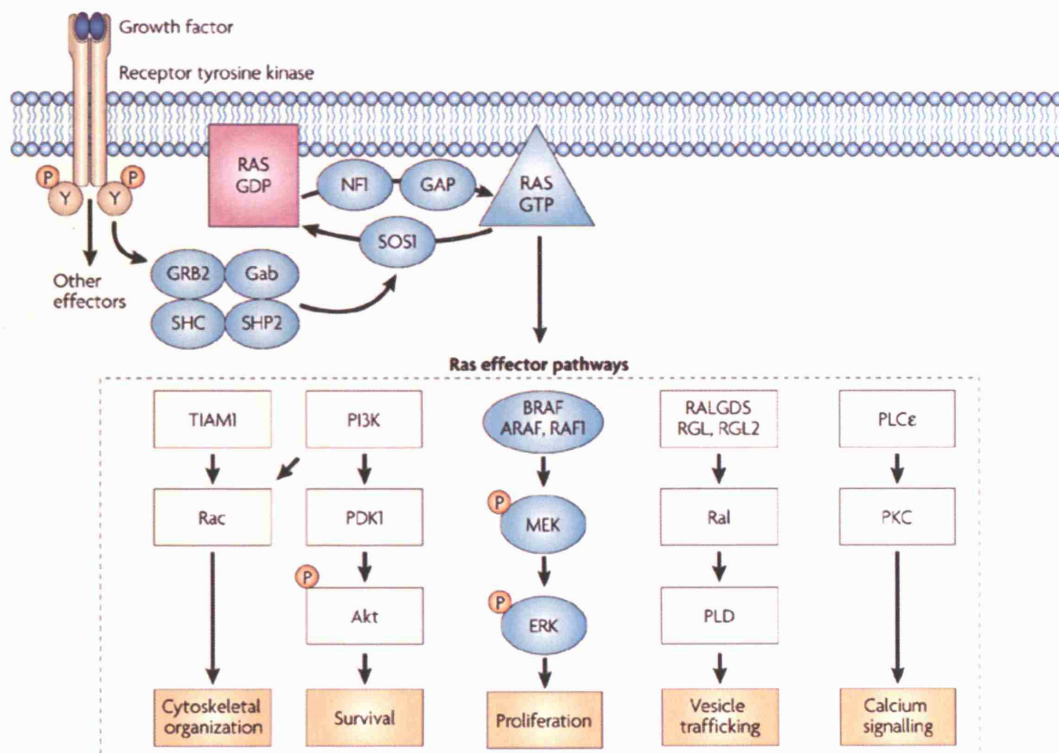 Growth factor
Receptor tyrosine kinase
RAS
GDP
NF1
GAP
RAS
GTP
P
Y
Y
P
SOS1
Other
effectors
GRB2
Gab
SHC
SHP2
Ras effector pathways
TIAM1
PI3K
BRAF
ARAF, RAF1
RALGDS
RGL, RGL2
PLCε
Rac
PDK1
P
MEK
Ral
PKC
P
Akt
P
ERK
PLD
Cytoskeletal
organization
Survival
Proliferation
Vesicle
trafficking
Calcium
signalling